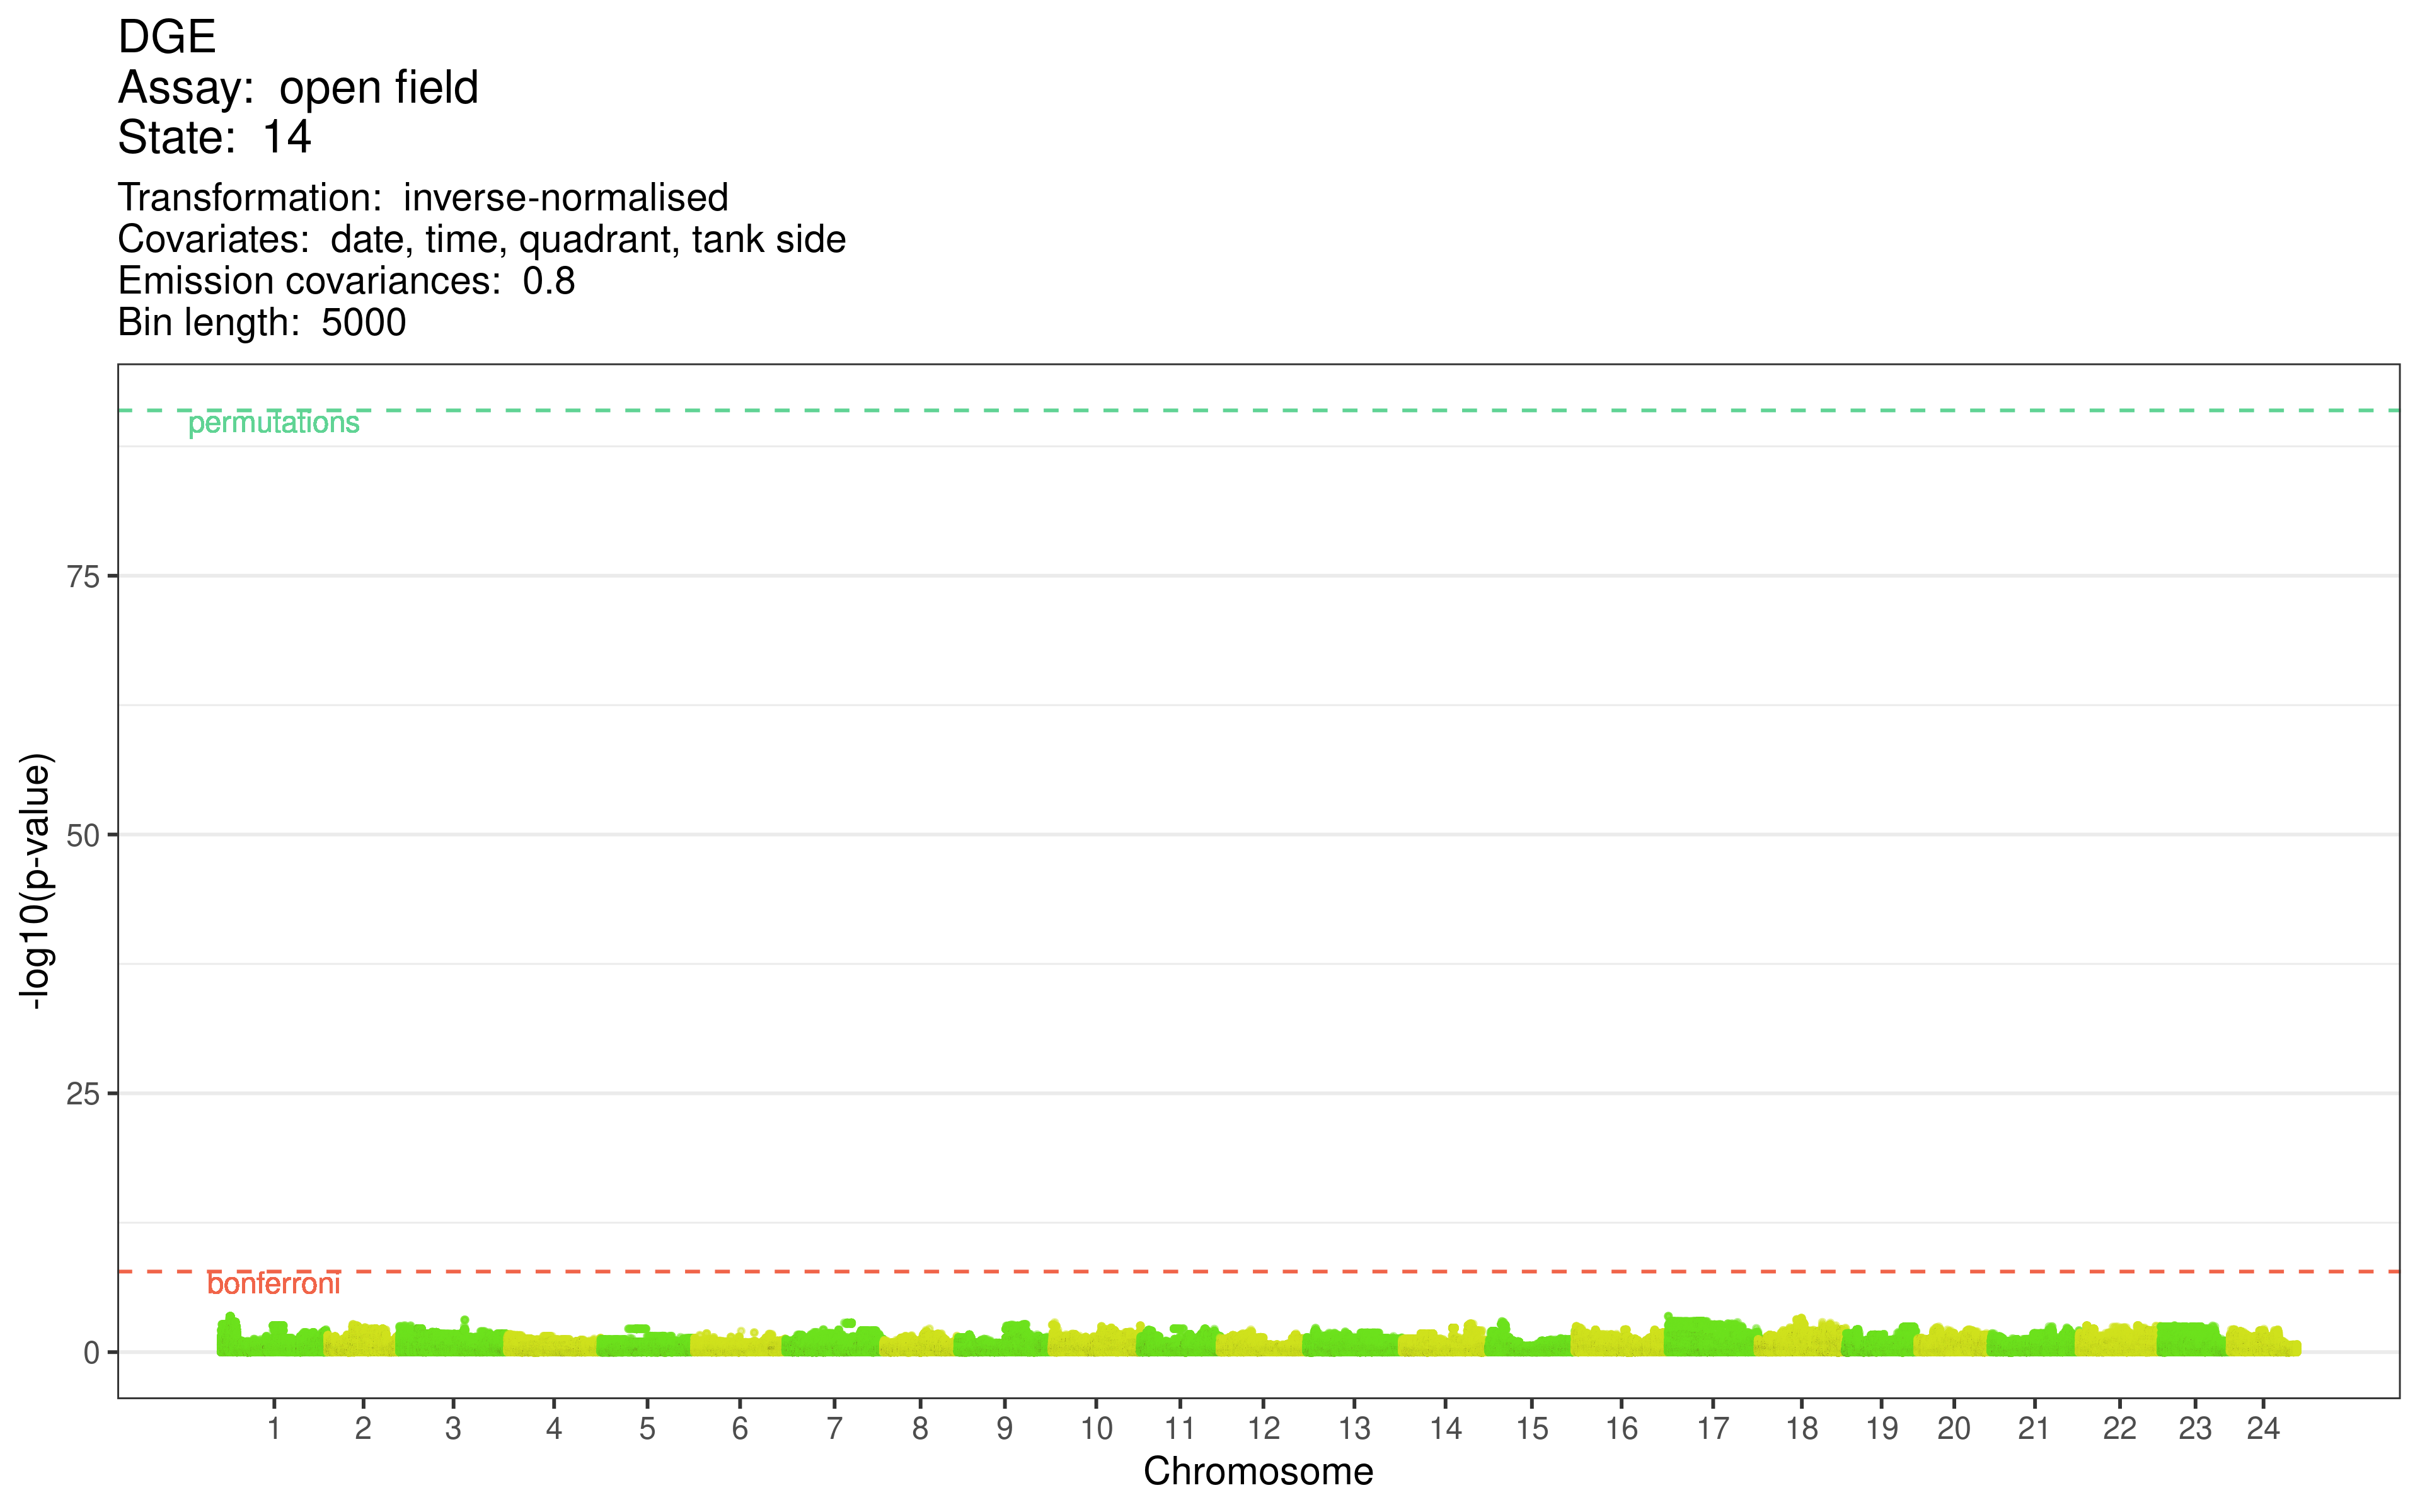 DGE
Assay:  open field
State:  14
Transformation:  inverse-normalised
Covariates:  date, time, quadrant, tank side
Emission covariances:  0.8
Bin length:  5000
permutations
75
50
25
0
-log10(p-value)
bonferroni
1 2 3 4 5 6 7 8 9 10 11 12 13 14 15 16 17 18 19 20 21 22 23 24
Chromosome